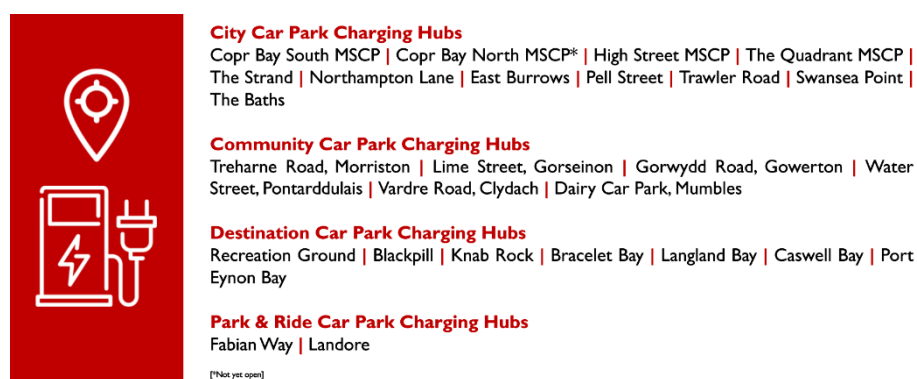 City Car Park Charging Hubs
Copr Bay South MSCP | Copr Bay North MSCP* | High Street MSCP | The Quadrant MSCP |
The Strand | Northampton Lane | East Burrows | Pell Street | Trawler Road | Swansea Point |
The Baths
Community Car Park Charging Hubs
Treharne Road, Morriston | Lime Street, Gorseinon | Gorwydd Road, Gowerton | Water
Street, Pontarddulais | Vardre Road, Clydach | Dairy Car Park, Mumbles
Destination Car Park Charging Hubs
Recreation Ground | Blackpill | Knab Rock | Bracelet Bay | Langland Bay | Caswell Bay | Port
Eynon Bay
Park & Ride Car Park Charging Hubs
Fabian Way | Landore
[*Not yet open]